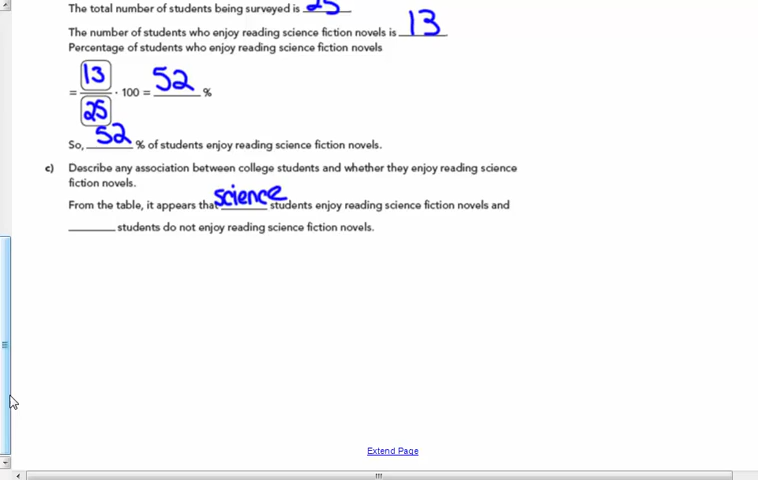 The total number of students being surveyed is 25.
The number of students who enjoy reading science fiction novels is 13
Percentage of students who enjoy reading science fiction novels
= 13/25 · 100 = 52 %
So, 52 % of students enjoy reading science fiction novels.
c) Describe any association between college students and whether they enjoy reading science
fiction novels.
From the table, it appears that science students enjoy reading science fiction novels and
______ students do not enjoy reading science fiction novels.
Extend Page